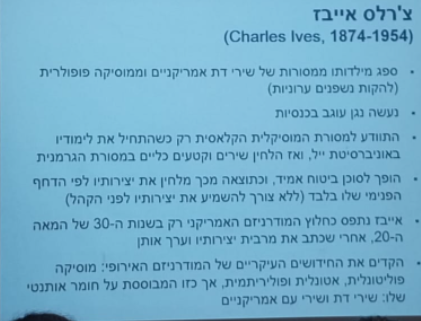 צ'רלס אייבז
(Charles Ives, 1874-1954)
• ספג מילדותו ממסורות של שירי דת אמריקניים וממוסיקה פופולרית
(להקות נשפנים עירוניות)
• נעשה נגן עוגב בכנסיות
• התוודע למסורת המוסיקלית הקלאסית רק כשהתחיל את לימודיו
באוניברסיטת ייל, ואז הלחין שירים וקטעים כליים במסורת הגרמנית
• הופך לסוכן ביטוח אמיד, וכתוצאה מכך מלחין את יצירותיו לפי הדחף
הפנימי שלו בלבד (ללא צורך להשמיע את יצירותיו לפני הקהל)
• אייבז נתפס כחלוץ המודרניזם האמריקני רק בשנות ה-30 של המאה
ה-20, אחרי שכתב את מרבית יצירותיו וערך אותן
• הקדים את החידושים העיקריים של המודרניזם האירופי: מוסיקה
פוליטונלית, אטונלית ופוליריתמית, אך כזו המבוססת על חומר אותנטי
שלו: שירי דת ושירי עם אמריקניים